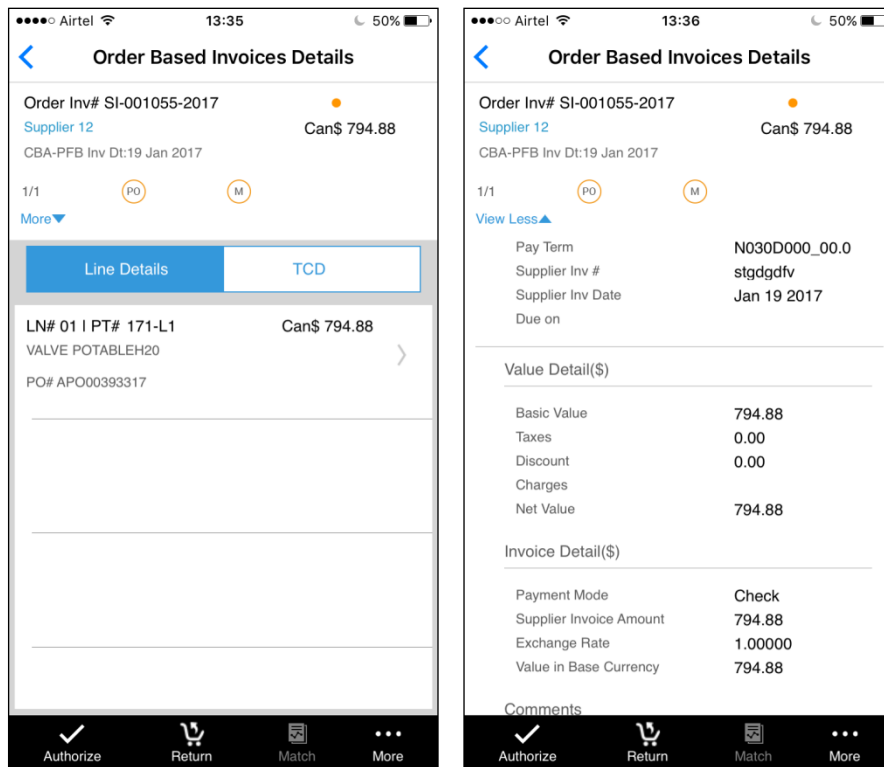 Airtel 13:35 50%
Order Based Invoices Details
Order Inv# SI-001055-2017
Supplier 12 Can$ 794.88
CBA-PFB Inv Dt:19 Jan 2017
1/1 PO M
More
Line Details TCD
LN# 01 I PT# 171-L1 Can$ 794.88
VALVE POTABLEH20
PO# APO00393317
Authorize Return Match More
Airtel 13:36 50%
Order Based Invoices Details
Order Inv# SI-001055-2017
Supplier 12 Can$ 794.88
CBA-PFB Inv Dt:19 Jan 2017
1/1 PO M
View Less
Pay Term N030D000_00.0
Supplier Inv # stgdgdfv
Supplier Inv Date Jan 19 2017
Due on
Value Detail($)
Basic Value 794.88
Taxes 0.00
Discount 0.00
Charges
Net Value 794.88
Invoice Detail($)
Payment Mode Check
Supplier Invoice Amount 794.88
Exchange Rate 1.00000
Value in Base Currency 794.88
Comments
Authorize Return Match More